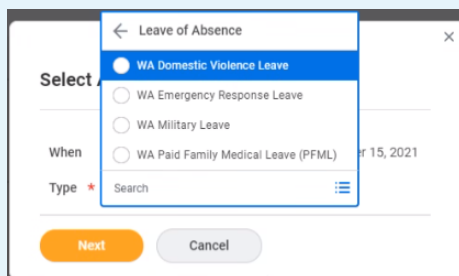 Leave of Absence
Select
WA Domestic Violence Leave
WA Emergency Response Leave
WA Military Leave
When
WA Paid Family Medical Leave (PFML)
15, 2021
Type *
Search
Next
Cancel